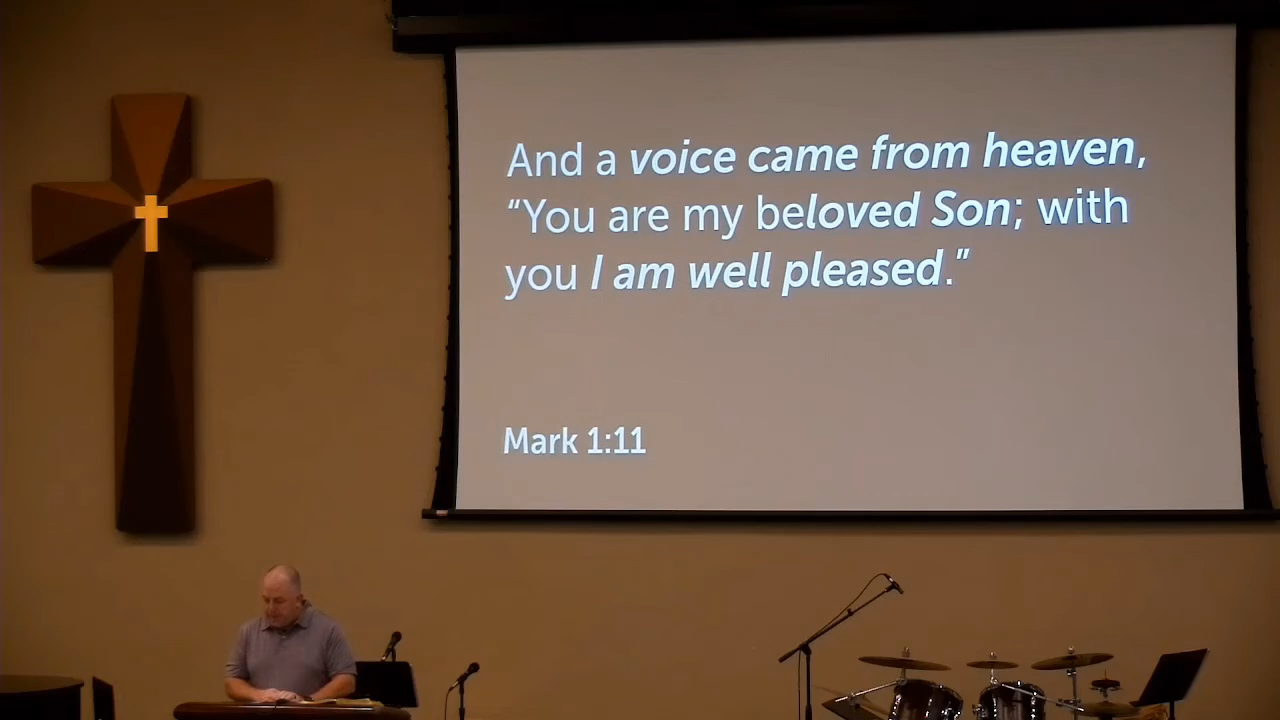 And a voice came from heaven,
“You are my beloved Son; with
you I am well pleased.”
Mark 1:11